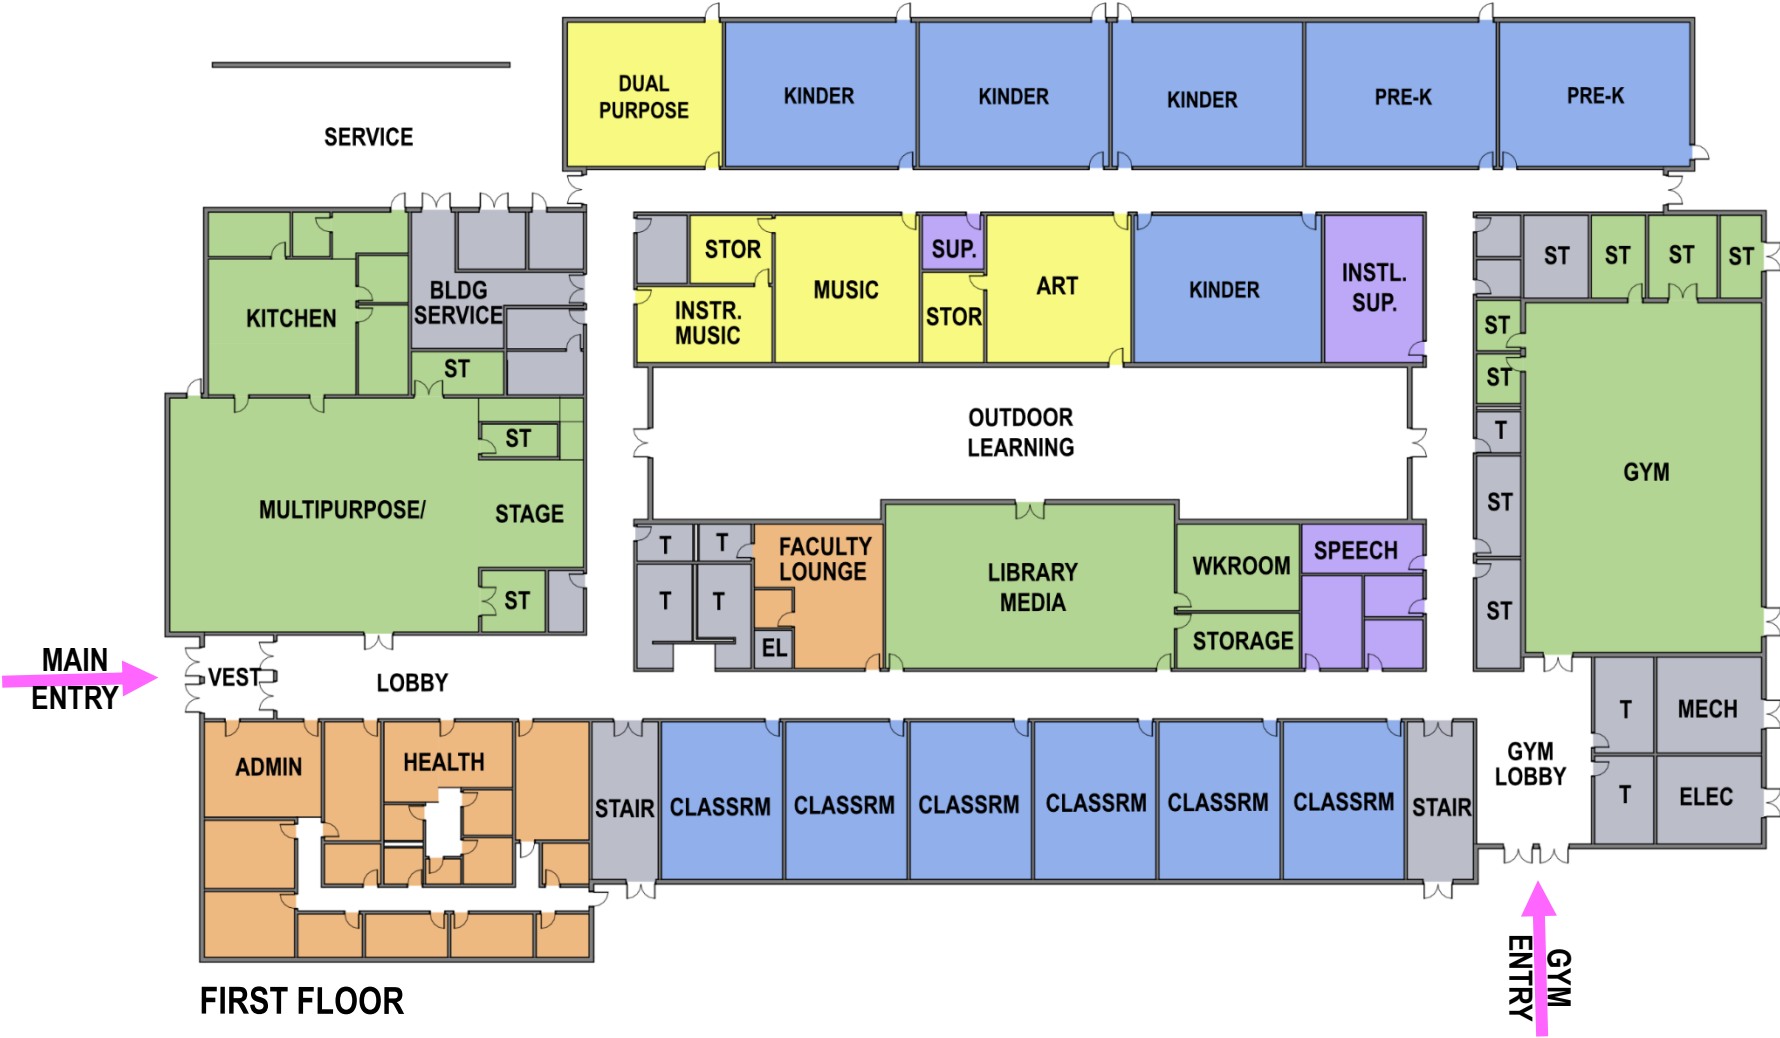 DUAL
PURPOSE
KINDER
KINDER
KINDER
PRE-K
PRE-K
SERVICE
KITCHEN
BLDG
SERVICE
ST
STOR
INSTR.
MUSIC
MUSIC
SUP.
STOR
ART
KINDER
INSTL.
SUP.
ST
ST
ST
ST
ST
ST
T
ST
ST
GYM
OUTDOOR
LEARNING
MULTIPURPOSE/
STAGE
ST
ST
T
T
T
T
FACULTY
LOUNGE
EL
LIBRARY
MEDIA
WKROOM
STORAGE
SPEECH
MAIN
ENTRY
VEST
LOBBY
ADMIN
HEALTH
STAIR
CLASSRM
CLASSRM
CLASSRM
CLASSRM
CLASSRM
CLASSRM
STAIR
GYM
LOBBY
T
MECH
T
ELEC
GYM
ENTRY
FIRST FLOOR